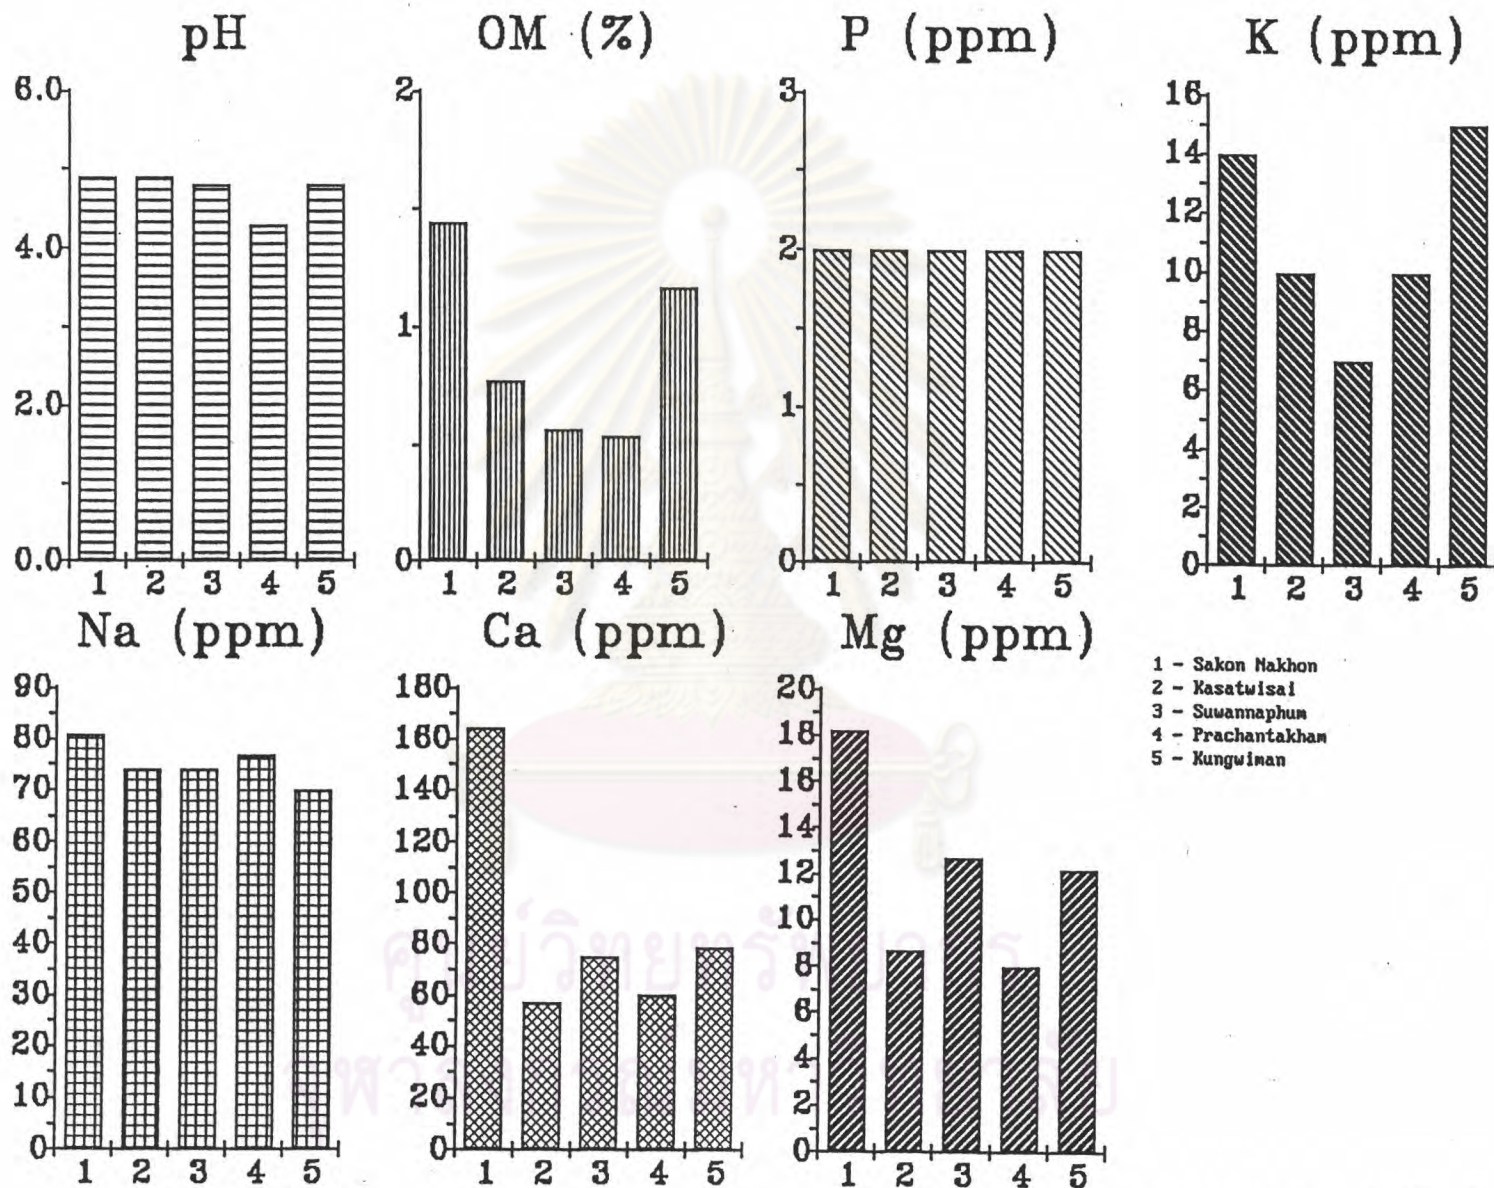 pH
OM (%)
P (ppm)
K (ppm)
6.0
4.0
2.0
0.0
1 2 3 4 5
2
1
0
1 2 3 4 5
3
2
1
0
1 2 3 4 5
16
14
12
10
8
6
4
2
0
1 2 3 4 5
Na (ppm)
Ca (ppm)
Mg (ppm)
90
80
70
60
50
40
30
20
10
0
1 2 3 4 5
180
160
140
120
100
80
60
40
20
0
1 2 3 4 5
20
18
16
14
12
10
8
6
4
2
0
1 2 3 4 5
1 - Sakon Nakhon
2 - Kasatwisai
3 - Suwannaphum
4 - Prachantakham
5 - Kungwiman